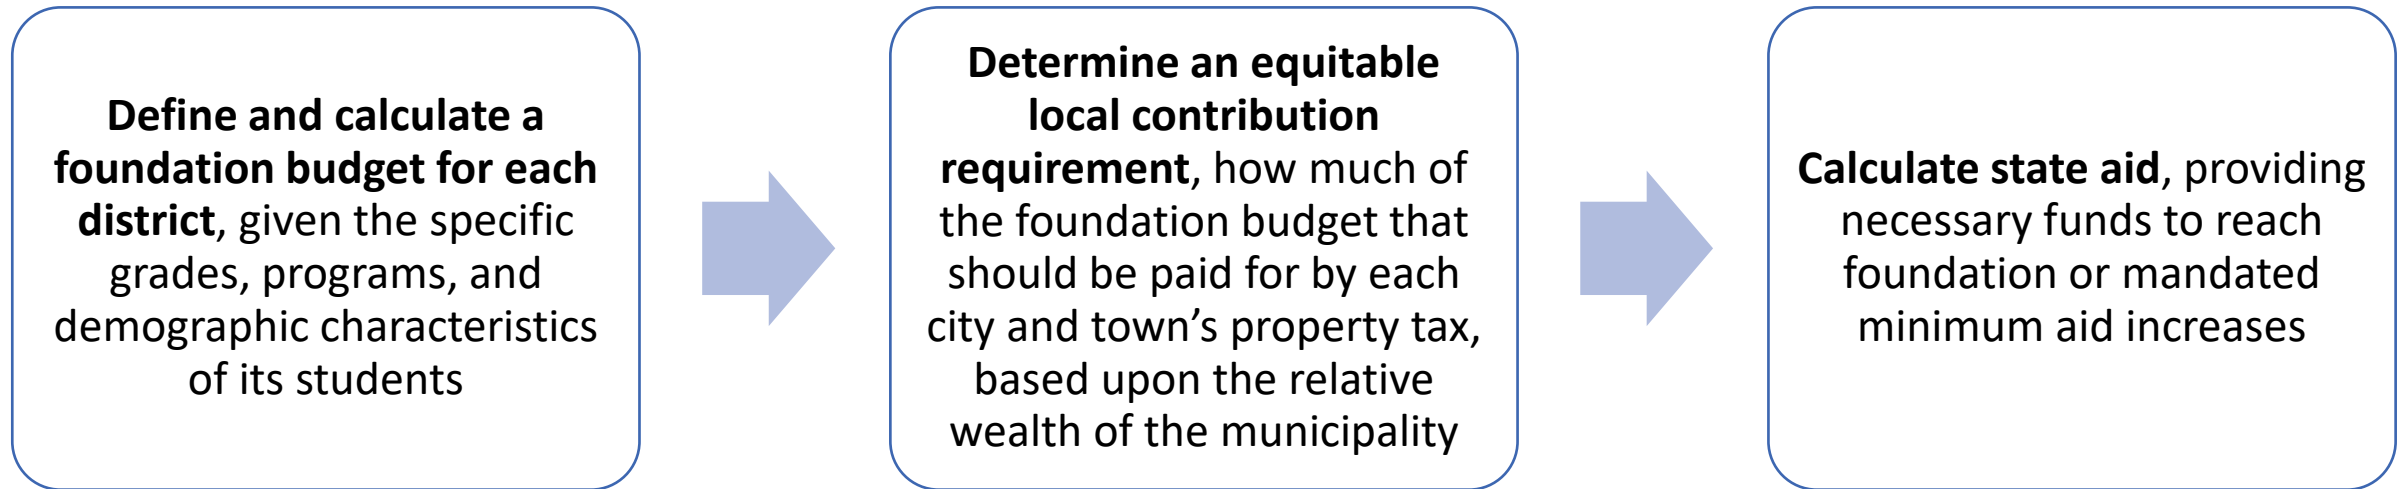 Define and calculate a
foundation budget for each
district, given the specific
grades, programs, and
demographic characteristics
of its students
Determine an equitable
local contribution
requirement, how much of
the foundation budget that
should be paid for by each
city and town’s property tax,
based upon the relative
wealth of the municipality
Calculate state aid, providing
necessary funds to reach
foundation or mandated
minimum aid increases